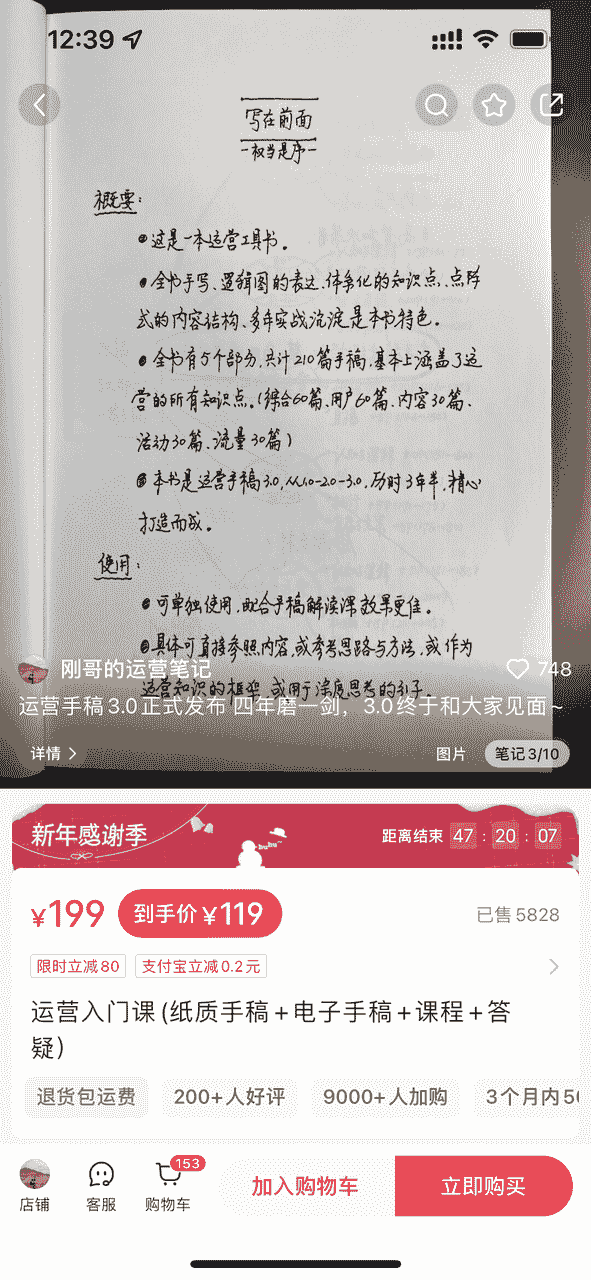 12:39
写在前面
-权当是序-
概要:
这是一本运营工具书。
全书手写、逻辑图的表达、体系化的知识点、点阵
式的内容结构、多年实战沉淀是本书特色。
全书有5个部分,共计210篇手稿,基本上涵盖了运
营的所有知识点。(综合60篇、用户60篇、内容30篇、
活动30篇、流量30篇)
本书是运营手稿3.0,从1.0-2.0-3.0,历时3年半,精心
打造而成。
使用:
可单独使用,配合手稿解读课效果更佳。
具体可直接参照内容,或参考思路与方法,或作为
运营知识的框架,或用于深度思考的引子。
刚哥的运营笔记
748
运营手稿3.0正式发布 四年磨一剑，3.0终于和大家见面~
详情
图片
笔记3/10
新年感谢季
距离结束 47 : 20 : 07
¥199
到手价¥119
已售5828
限时立减80
支付宝立减0.2元
运营入门课(纸质手稿+电子手稿+课程+答
疑)
退货包运费
200+人好评
9000+人加购
3个月内50
153
店铺
客服
购物车
加入购物车
立即购买